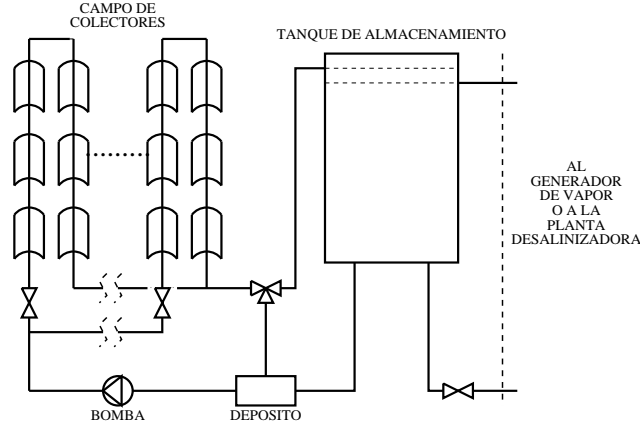 CAMPO DE
COLECTORES
TANQUE DE ALMACENAMIENTO
AL
GENERADOR
DE VAPOR
O A LA
PLANTA
DESALINIZADORA
BOMBA
DEPOSITO